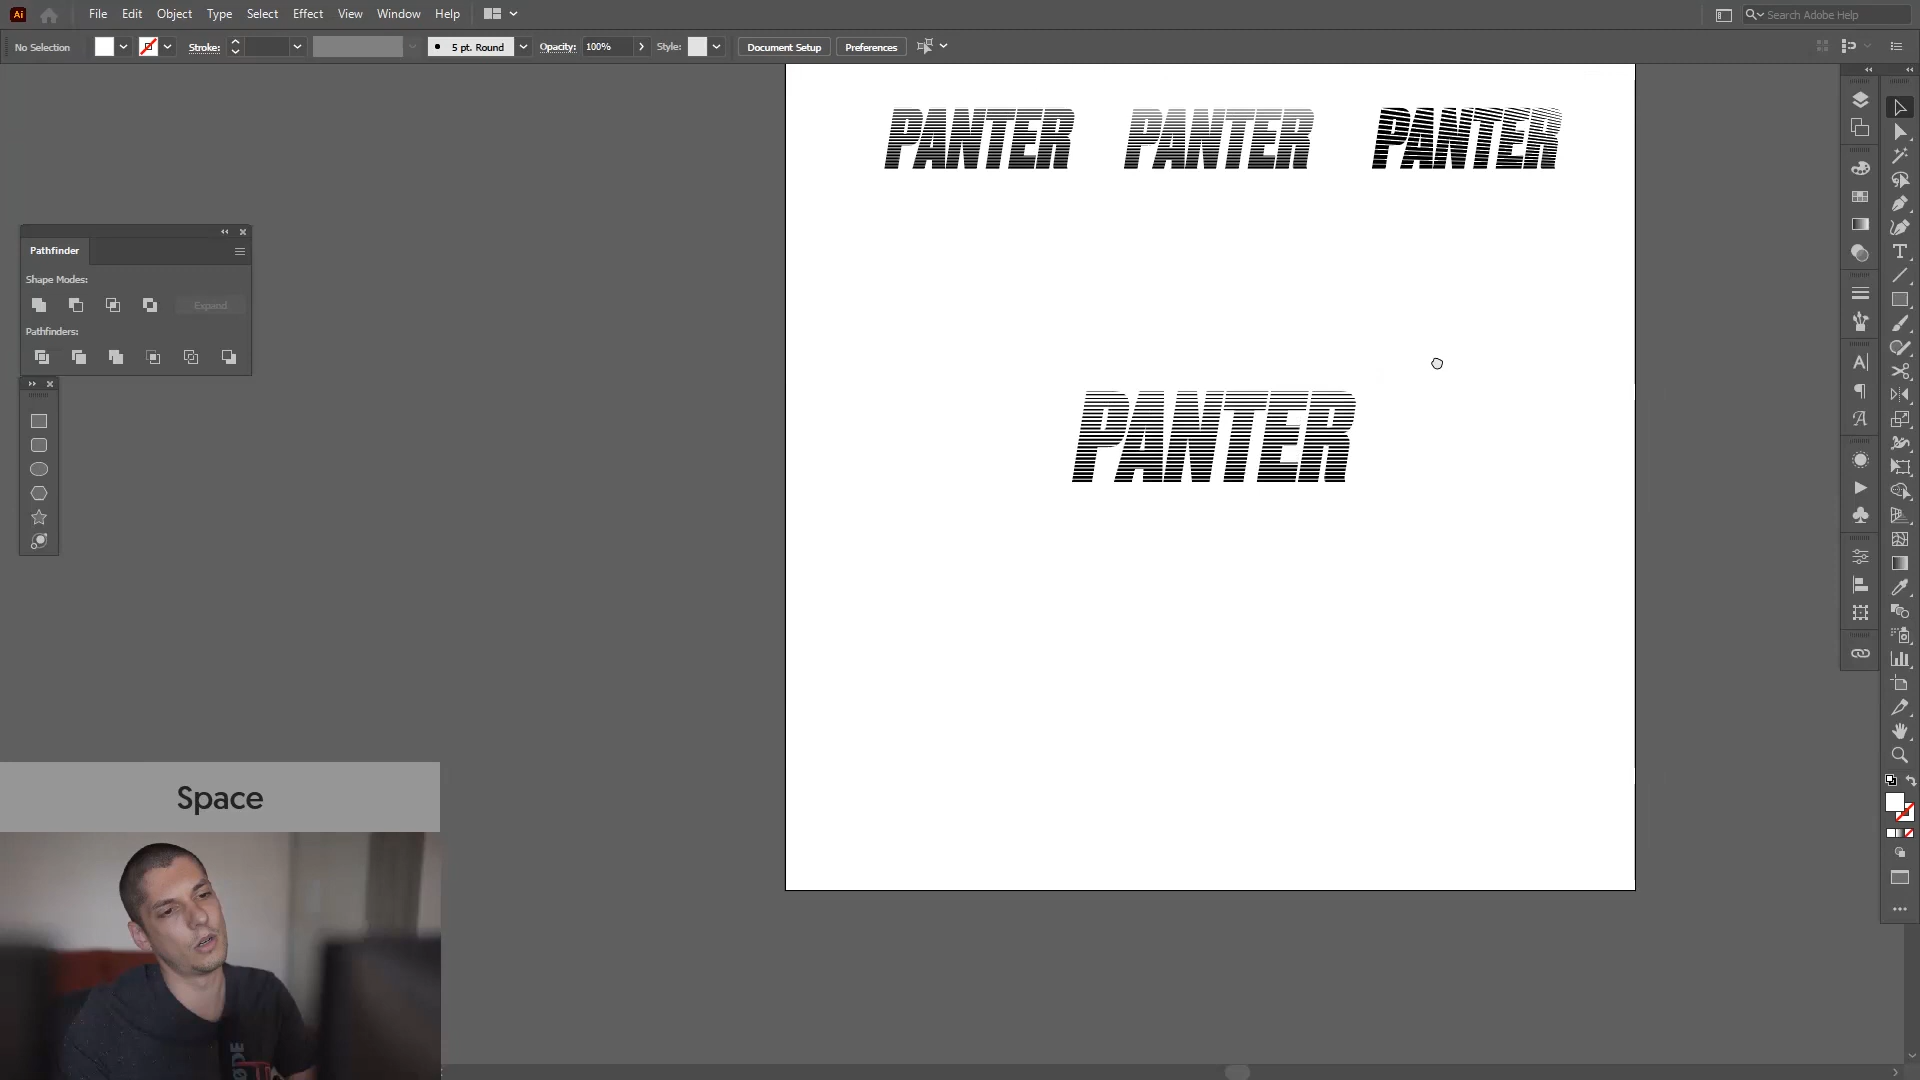 Ai File Edit Object Type Select Effect View Window Help Search Adobe Help
No Selection Stroke: 5 pt. Round Opacity: 100% Style: Document Setup Preferences
PANTER PANTER PANTER
Pathfinder
Shape Modes:
Expand
Pathfinders:
PANTER
Space